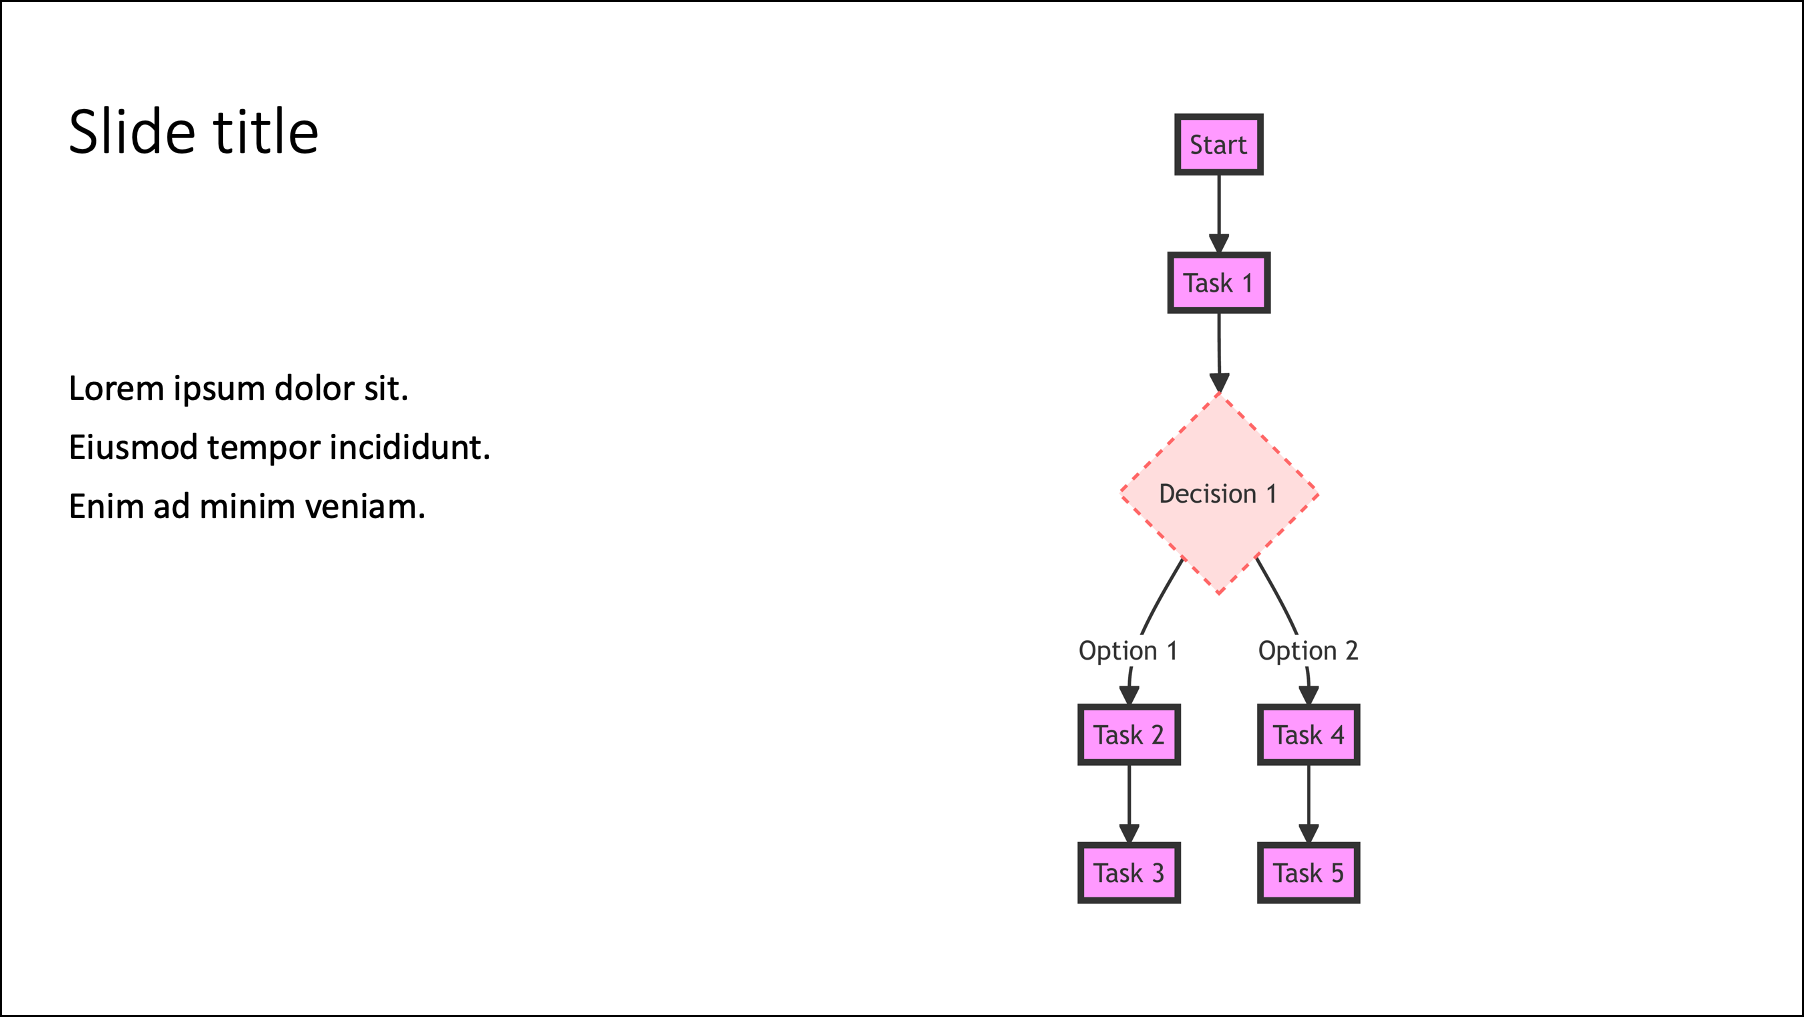 Slide title
Lorem ipsum dolor sit.
Eiusmod tempor incididunt.
Enim ad minim veniam.
Start
Task 1
Decision 1
Option 1
Option 2
Task 2
Task 4
Task 3
Task 5